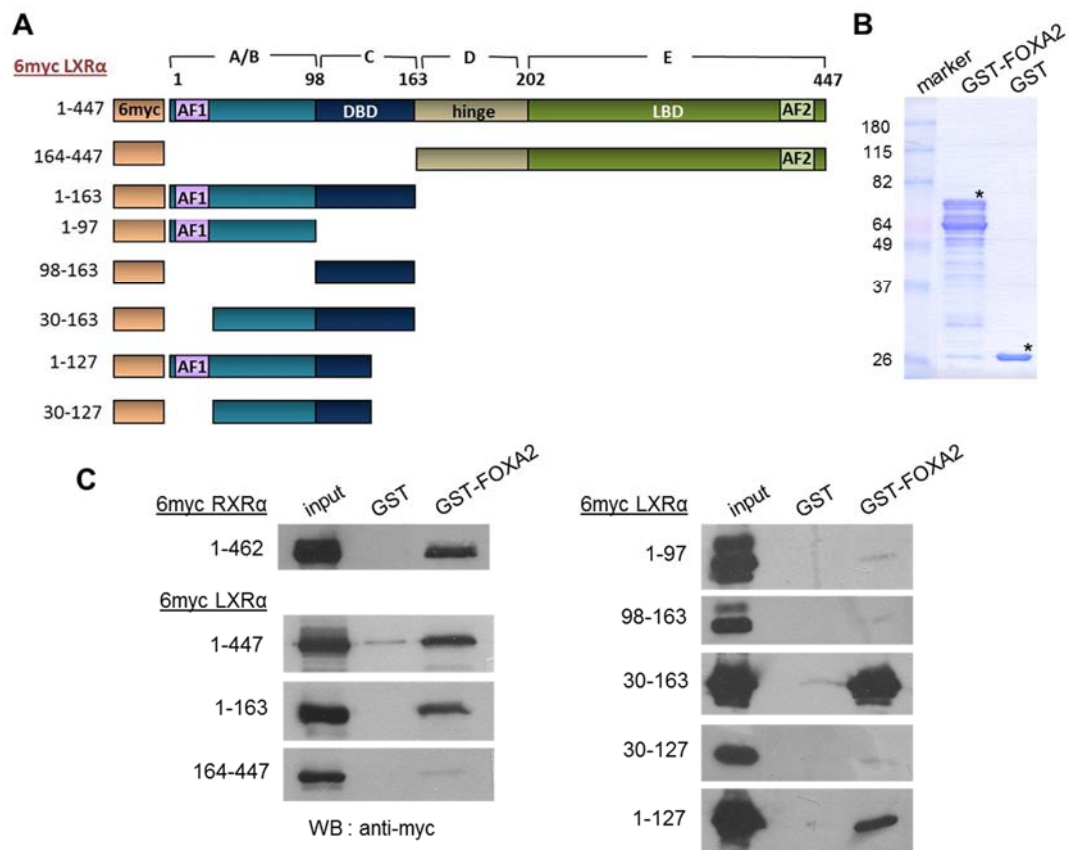 A
6myc LXRα
A/B C D E
1 98 163 202 447
1-447 6myc AF1 DBD hinge LBD AF2
164-447 AF2
1-163 AF1
1-97 AF1
98-163
30-163
1-127 AF1
30-127
B
marker GST-FOXA2 GST
180
115
82
*
64
49
37
*
26
C
6myc RXRα input GST GST-FOXA2
1-462
6myc LXRα
1-447
1-163
164-447
WB : anti-myc
6myc LXRα input GST GST-FOXA2
1-97
98-163
30-163
30-127
1-127